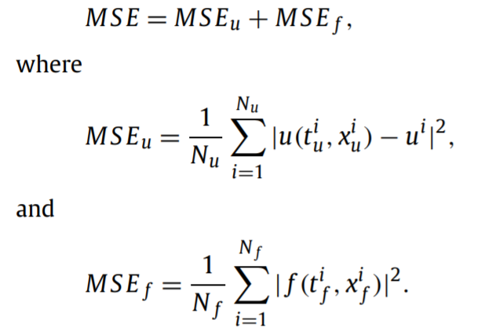 MSE = MSE_u + MSE_f,
where
MSE_u = \frac{1}{N_u} \sum_{i=1}^{N_u} |u(t_u^i, x_u^i) - u^i|^2,
and
MSE_f = \frac{1}{N_f} \sum_{i=1}^{N_f} |f(t_f^i, x_f^i)|^2.